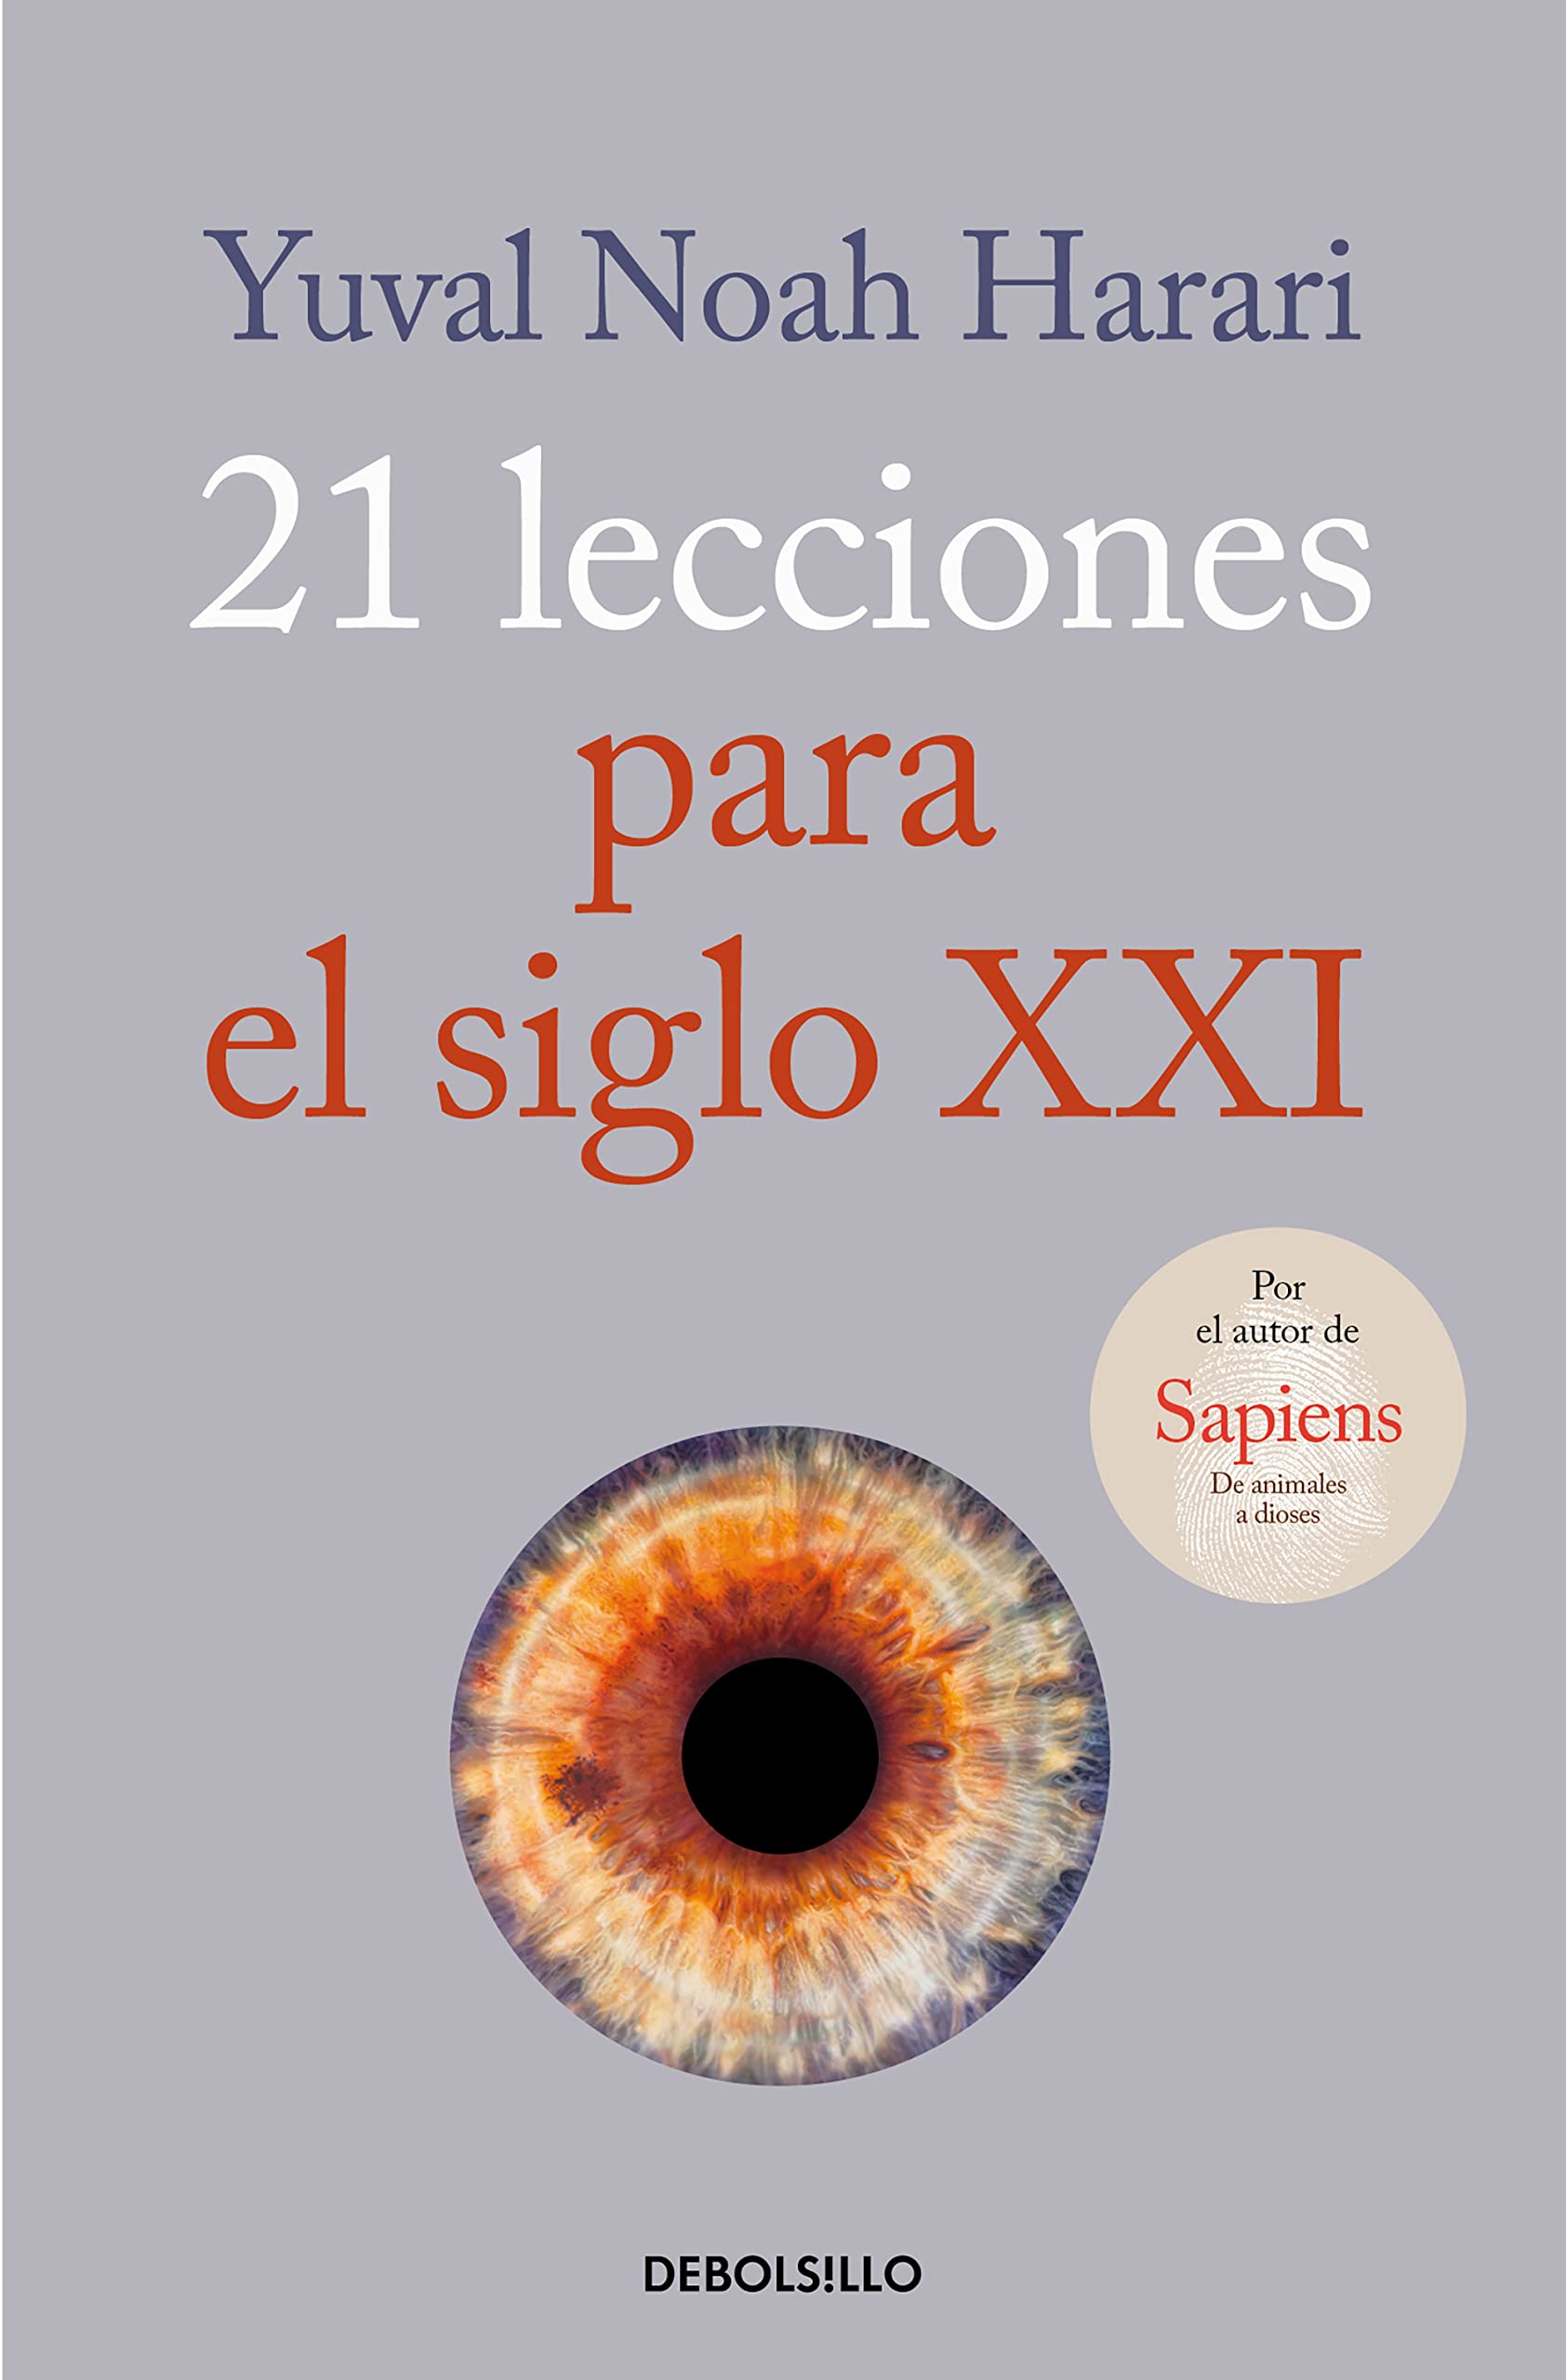 Yuval Noah Harari
21 lecciones
para
el siglo XXI
Por
el autor de
Sapiens
De animales
a dioses
DEBOLS!LLO